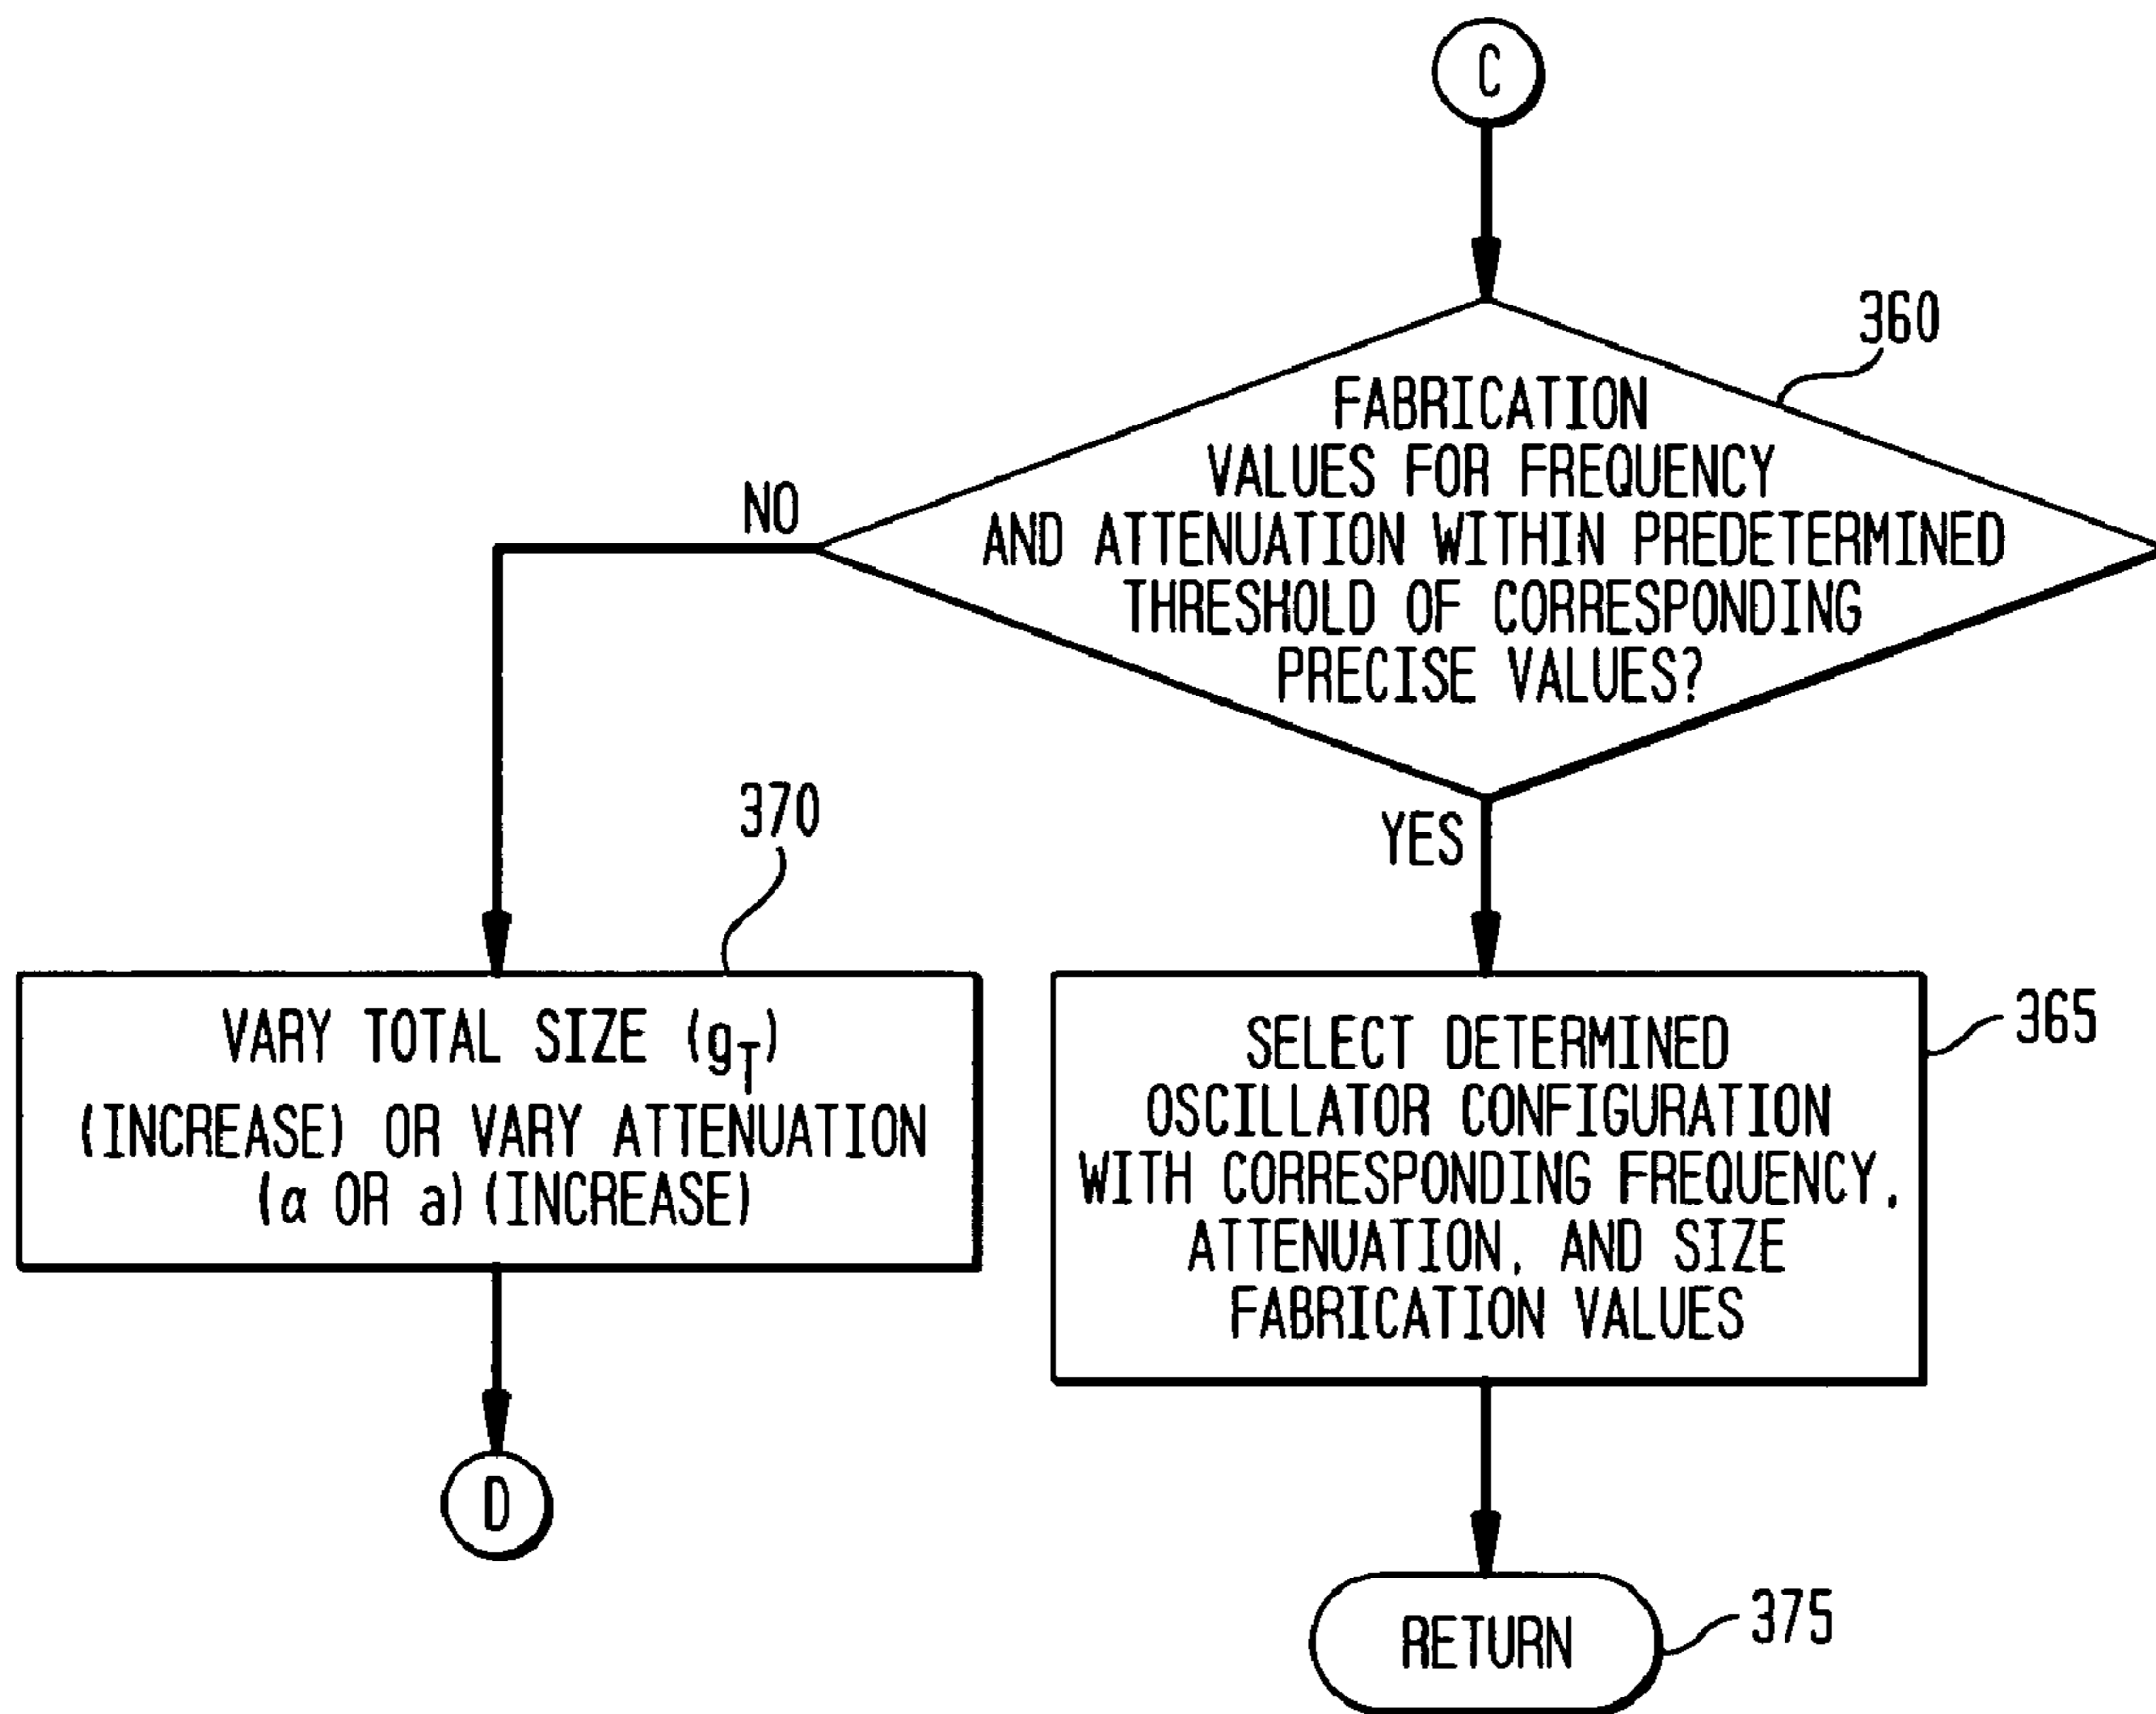 C
360
FABRICATION
VALUES FOR FREQUENCY
AND ATTENUATION WITHIN PREDETERMINED
THRESHOLD OF CORRESPONDING
PRECISE VALUES?
NO
YES
370
VARY TOTAL SIZE (gT)
(INCREASE) OR VARY ATTENUATION
(α OR a) (INCREASE)
365
SELECT DETERMINED
OSCILLATOR CONFIGURATION
WITH CORRESPONDING FREQUENCY,
ATTENUATION, AND SIZE
FABRICATION VALUES
D
RETURN
375